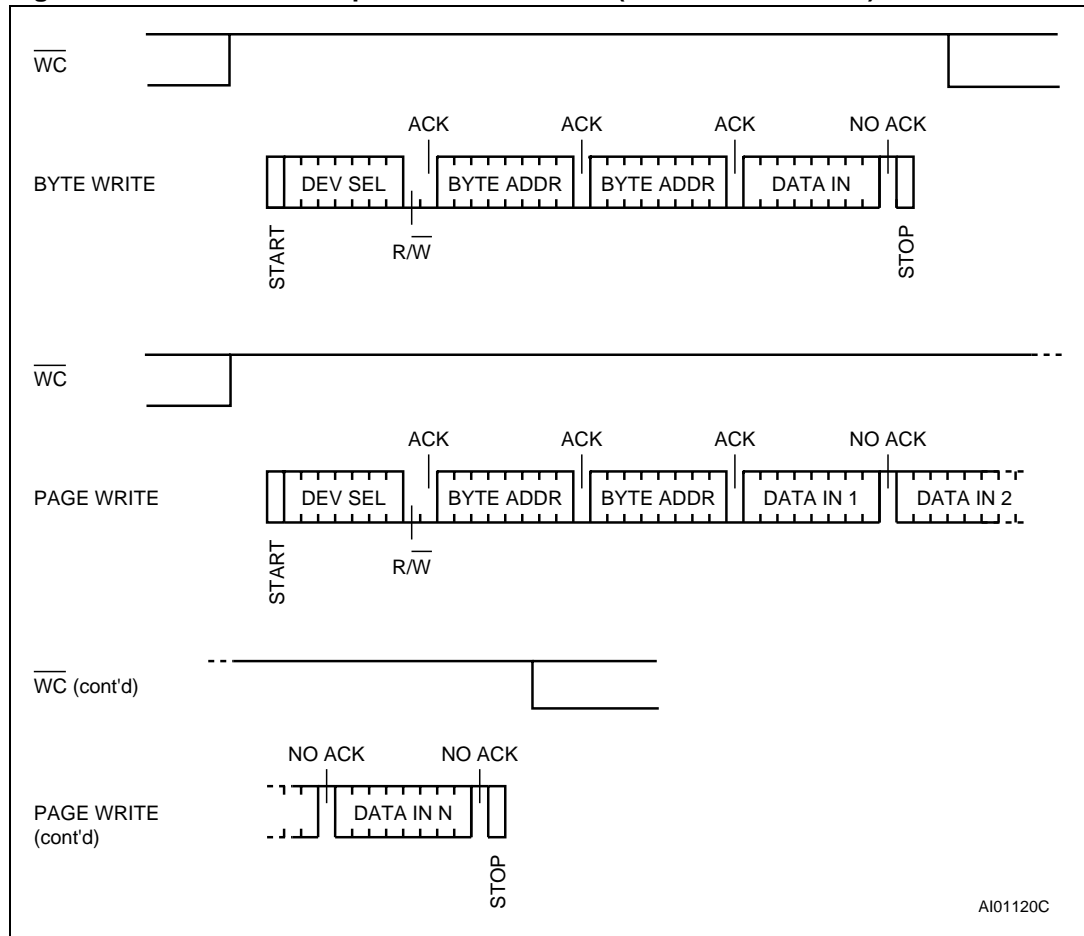 WC
ACK ACK ACK NO ACK
BYTE WRITE DEV SEL BYTE ADDR BYTE ADDR DATA IN
R/W̅
START
STOP
W̅C̅
ACK ACK ACK NO ACK
PAGE WRITE DEV SEL BYTE ADDR BYTE ADDR DATA IN 1 DATA IN 2
R/W̅
START
W̅C̅ (cont'd)
NO ACK NO ACK
PAGE WRITE DATA IN N
(cont'd)
STOP
AI01120C